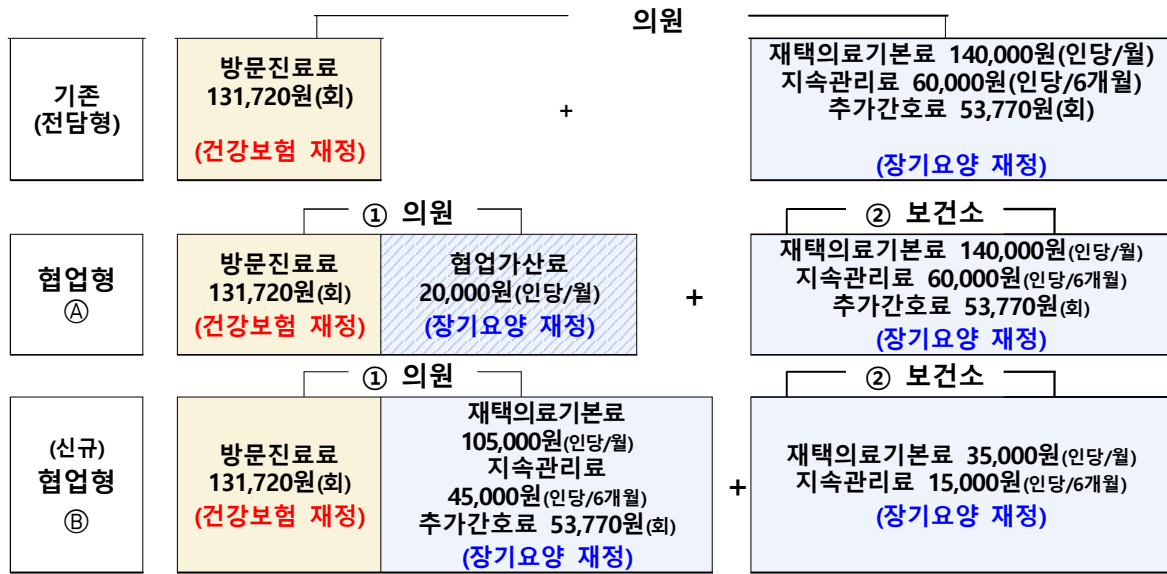 의원
기존
(전담형)
방문진료료
131,720원(회)
(건강보험 재정)
+
재택의료기본료 140,000원(인당/월)
지속관리료 60,000원(인당/6개월)
추가간호료 53,770원(회)
(장기요양 재정)
① 의원
② 보건소
협업형
Ⓐ
방문진료료
131,720원(회)
(건강보험 재정)
협업가산료
20,000원(인당/월)
(장기요양 재정)
+
재택의료기본료 140,000원(인당/월)
지속관리료 60,000원(인당/6개월)
추가간호료 53,770원(회)
(장기요양 재정)
① 의원
② 보건소
(신규)
협업형
Ⓑ
방문진료료
131,720원(회)
(건강보험 재정)
재택의료기본료
105,000원(인당/월)
지속관리료
45,000원(인당/6개월)
추가간호료 53,770원(회)
(장기요양 재정)
+
재택의료기본료 35,000원(인당/월)
지속관리료 15,000원(인당/6개월)
(장기요양 재정)